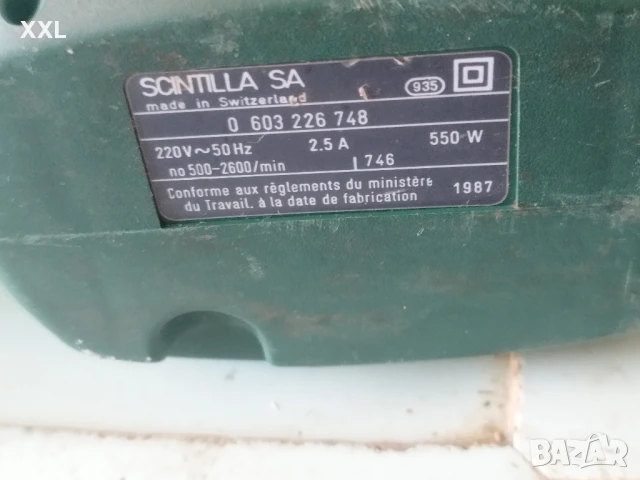 XXL
SCINTILLA SA
935
made in Switzerland
0 603 226 748
220V~50Hz 2.5 A 550 W
no 500-2600/min 746
Conforme aux règlements du ministère
du Travail. à la date de fabrication 1987
BAZAR